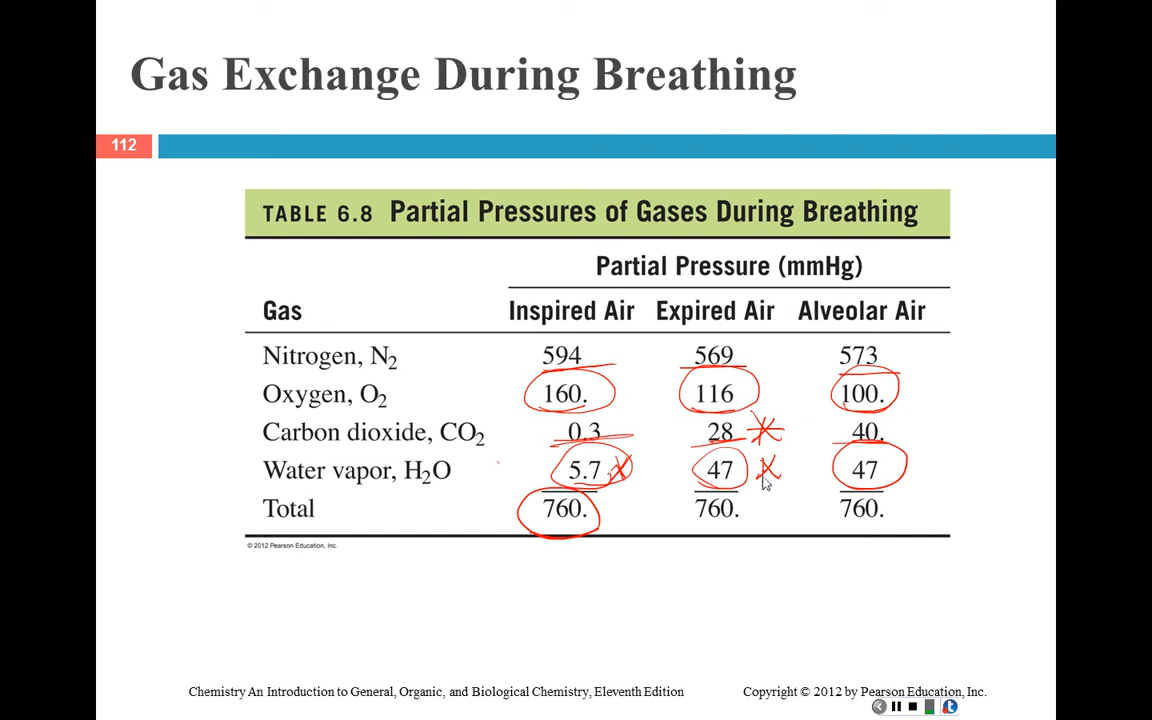 Gas Exchange During Breathing
112
TABLE 6.8 Partial Pressures of Gases During Breathing
Partial Pressure (mmHg)
Gas Inspired Air Expired Air Alveolar Air
Nitrogen, N₂ 594 569 573
Oxygen, O₂ 160. 116 100.
Carbon dioxide, CO₂ 0.3 28 40.
Water vapor, H₂O 5.7 47 47
Total 760. 760. 760.
© 2012 Pearson Education, Inc.
Chemistry An Introduction to General, Organic, and Biological Chemistry, Eleventh Edition Copyright © 2012 by Pearson Education, Inc.